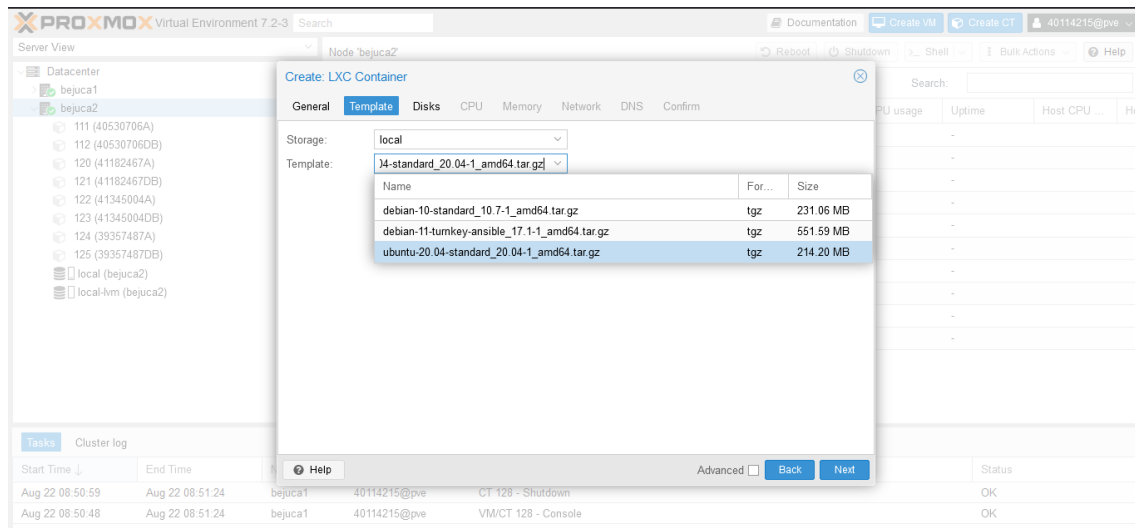 PROXMOX Virtual Environment 7.2-3 Search
Documentation Create VM Create CT 40114215@pve
Server View
Node 'bejuca2'
Reboot Shutdown >_ Shell Bulk Actions Help
Datacenter
bejuca1
bejuca2
111 (40530706A)
112 (40530706DB)
120 (41182467A)
121 (41182467DB)
122 (41345004A)
123 (41345004DB)
124 (39357487A)
125 (39357487DB)
local (bejuca2)
local-lvm (bejuca2)
Search:
PU usage Uptime Host CPU ...
-
-
-
-
-
-
-
-
-
-
Create: LXC Container
General Template Disks CPU Memory Network DNS Confirm
Storage: local
Template: 04-standard_20.04-1_amd64.tar.gz
Name For... Size
debian-10-standard_10.7-1_amd64.tar.gz tgz 231.06 MB
debian-11-turnkey-ansible_17.1-1_amd64.tar.gz tgz 551.59 MB
ubuntu-20.04-standard_20.04-1_amd64.tar.gz tgz 214.20 MB
Help Advanced Back Next
Tasks Cluster log
Start Time ↓ End Time Status
Aug 22 08:50:59 Aug 22 08:51:24 bejuca1 40114215@pve CT 128 - Shutdown OK
Aug 22 08:50:48 Aug 22 08:51:24 bejuca1 40114215@pve VM/CT 128 - Console OK